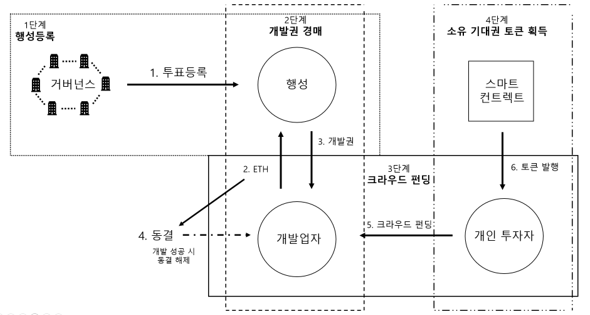 1단계
행성등록
거버넌스
1. 투표등록
2단계
개발권 경매
행성
4단계
소유 기대권 토큰 획득
스마트
컨트렉트
3. 개발권
2. ETH
3단계
크라우드 펀딩
6. 토큰 발행
4. 동결
개발 성공 시
동결 해제
개발업자
5. 크라우드 펀딩
개인 투자자